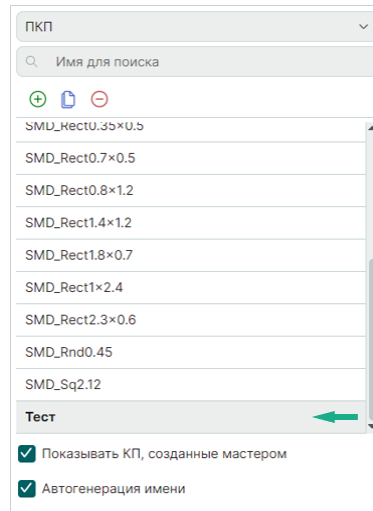 ПКП
Имя для поиска
SMD_Rect0.35×0.5
SMD_Rect0.7×0.5
SMD_Rect0.8×1.2
SMD_Rect1.4×1.2
SMD_Rect1.8×0.7
SMD_Rect1×2.4
SMD_Rect2.3×0.6
SMD_Rnd0.45
SMD_Sq2.12
Тест
Показывать КП, созданные мастером
Автогенерация имени